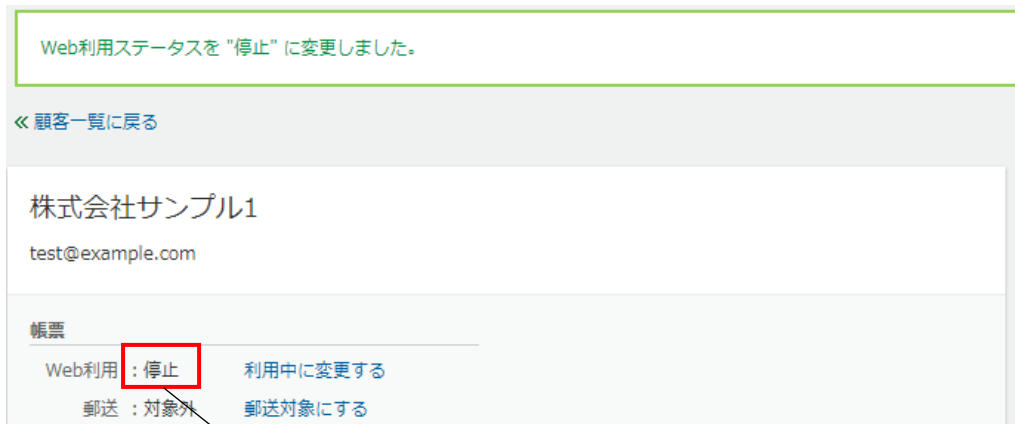 Web利用ステータスを "停止" に変更しました。
≪ 顧客一覧に戻る
株式会社サンプル1
test@example.com
帳票
Web利用 : 停止 利用中に変更する
郵送 : 対象外 郵送対象にする